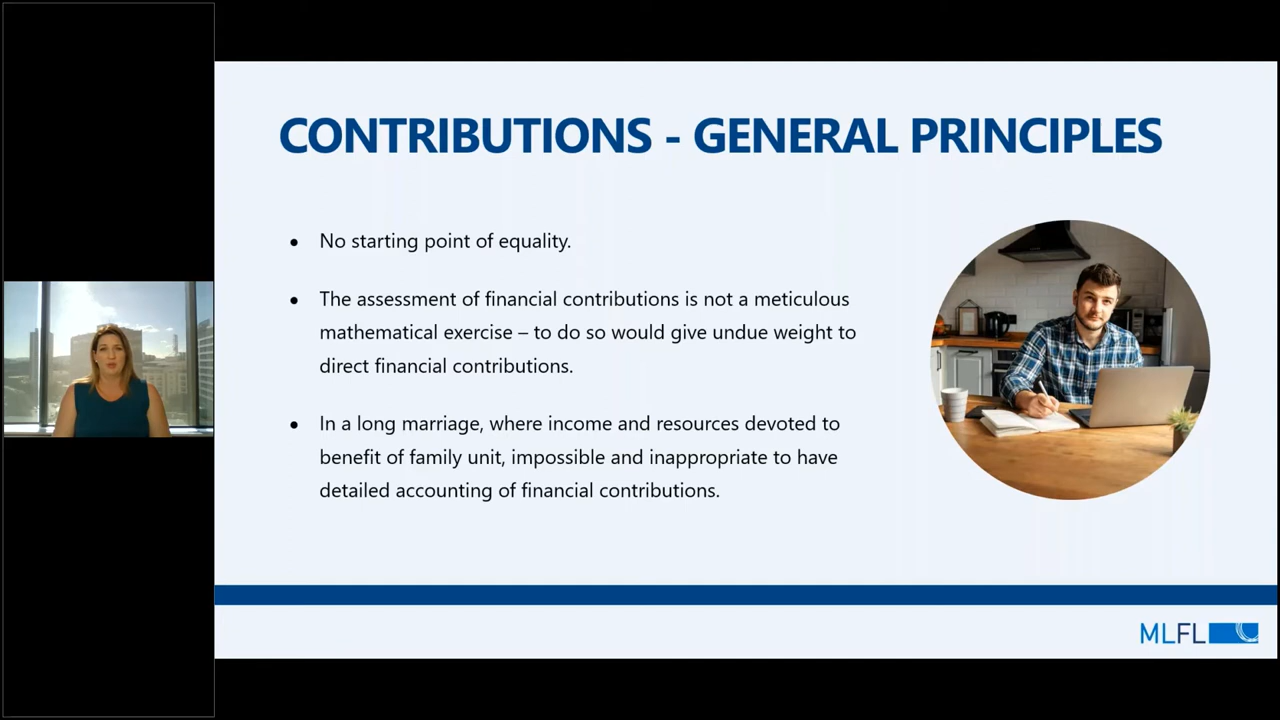 CONTRIBUTIONS - GENERAL PRINCIPLES
• No starting point of equality.
• The assessment of financial contributions is not a meticulous
mathematical exercise – to do so would give undue weight to
direct financial contributions.
• In a long marriage, where income and resources devoted to
benefit of family unit, impossible and inappropriate to have
detailed accounting of financial contributions.
MLFL